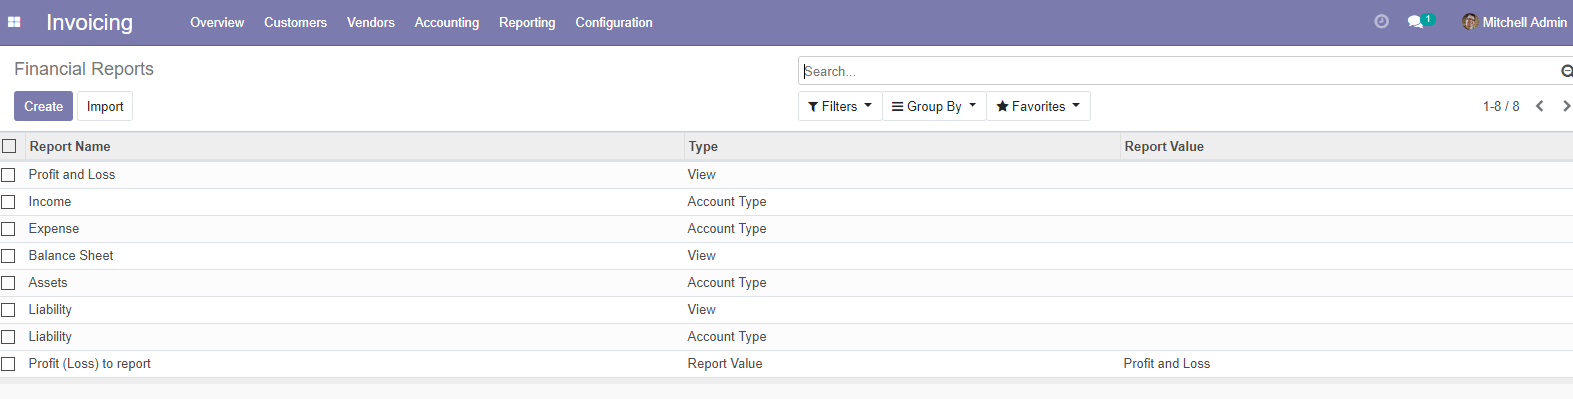 Invoicing Overview Customers Vendors Accounting Reporting Configuration 1 Mitchell Admin
Financial Reports
Search...
Create Import
Filters Group By Favorites 1-8 / 8
Report Name Type Report Value
Profit and Loss View
Income Account Type
Expense Account Type
Balance Sheet View
Assets Account Type
Liability View
Liability Account Type
Profit (Loss) to report Report Value Profit and Loss